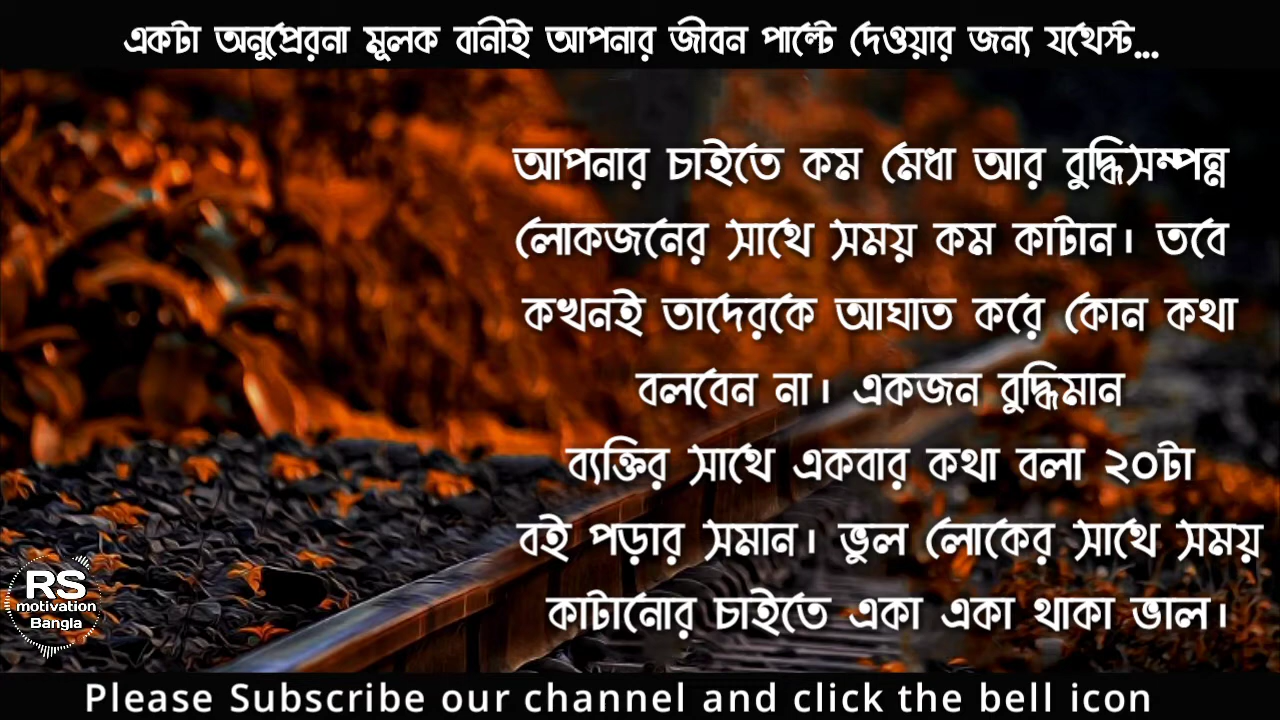 একটা অনুপ্রেরনা মূলক বানীই আপনার জীবন পাল্টে দেওয়ার জন্য যথেস্ট...
আপনার চাইতে কম মেধা আর বুদ্ধিসম্পন্ন
লোকজনের সাথে সময় কম কাটান। তবে
কখনই তাদেরকে আঘাত করে কোন কথা
বলবেন না। একজন বুদ্ধিমান
ব্যক্তির সাথে একবার কথা বলা ২০টা
বই পড়ার সমান। ভুল লোকের সাথে সময়
কাটানোর চাইতে একা একা থাকা ভাল।
RS
motivation
Bangla
Please Subscribe our channel and click the bell icon